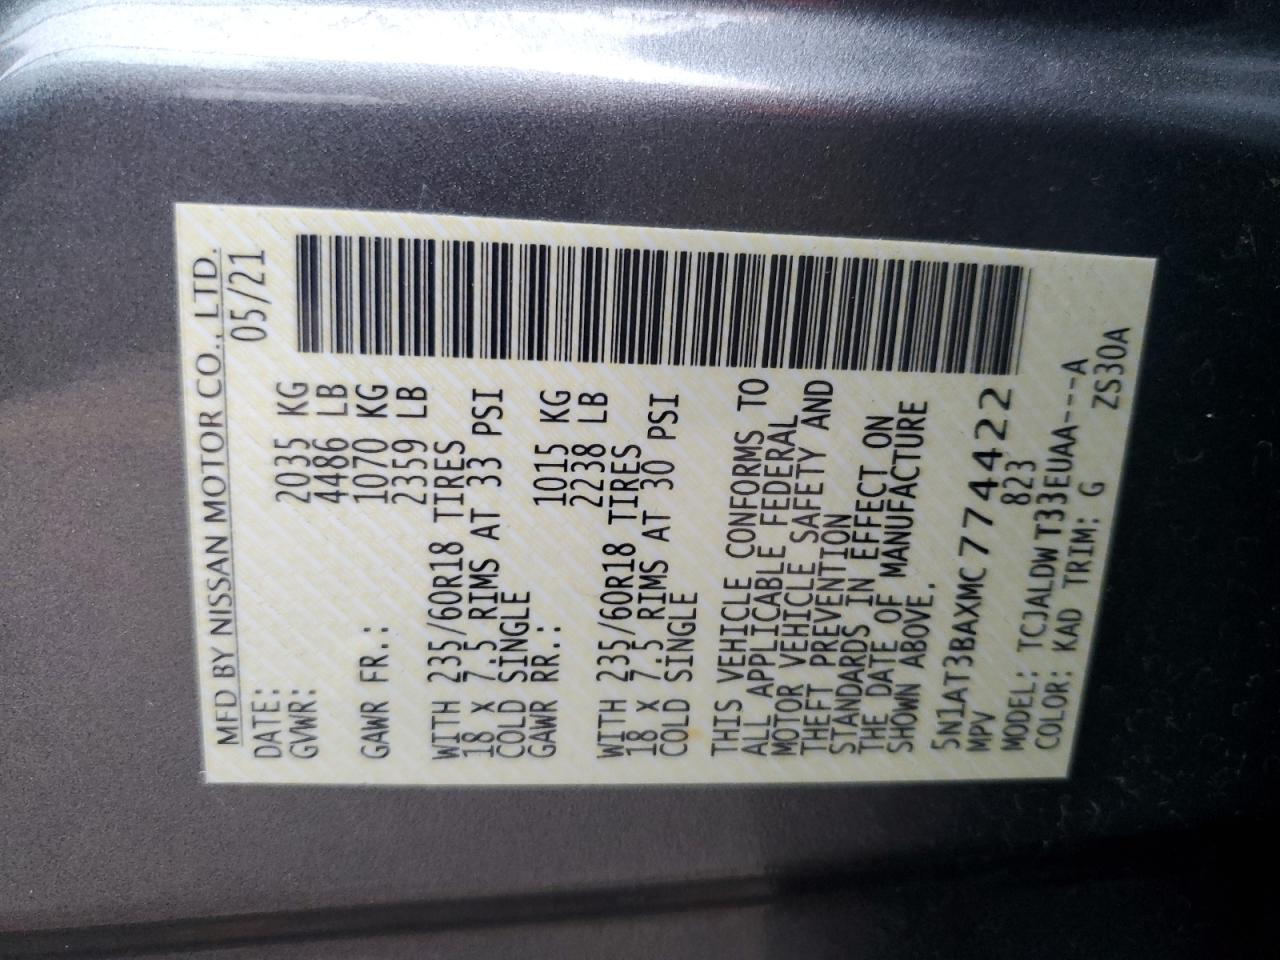 MFD BY NISSAN MOTOR CO., LTD.
DATE: 05/21
GVWR: 2035 KG
4486 LB
GAWR FR.: 1070 KG
2359 LB
WITH 235/60R18 TIRES
18 X 7.5 RIMS AT 33 PSI
COLD SINGLE
GAWR RR.: 1015 KG
2238 LB
WITH 235/60R18 TIRES
18 X 7.5 RIMS AT 30 PSI
COLD SINGLE
THIS VEHICLE CONFORMS TO
ALL APPLICABLE FEDERAL
MOTOR VEHICLE SAFETY AND
THEFT PREVENTION
STANDARDS IN EFFECT ON
THE DATE OF MANUFACTURE
SHOWN ABOVE.
5N1AT3BAXMC774422
MPV 823
MODEL: TCJALDWT33EUAA---A
COLOR: KAD TRIM: G ZS30A